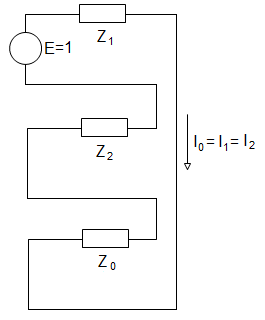 Z1
E=1
Z2
I0 = I1 = I2
Z0